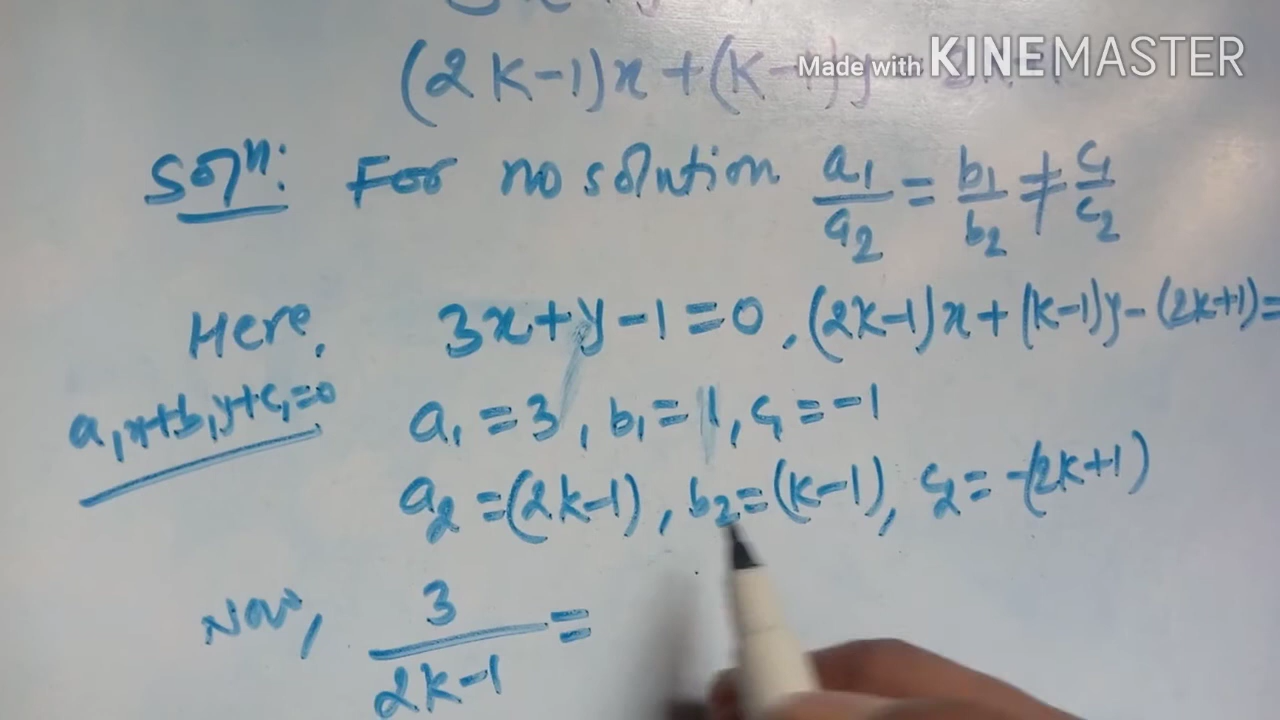 3x+y
(2K-1)x+(K-1)y= Made with KINEMASTER
Solⁿ: For no solution a₁/a₂ = b₁/b₂ ≠ c₁/c₂
Here, 3x+y-1=0, (2K-1)x+(K-1)y-(2K+1)=
a₁x+b₁y+c₁=0
a₁=3, b₁=1, c₁=-1
a₂=(2K-1), b₂=(K-1), c₂=-(2K+1)
Now, 3/2K-1 =